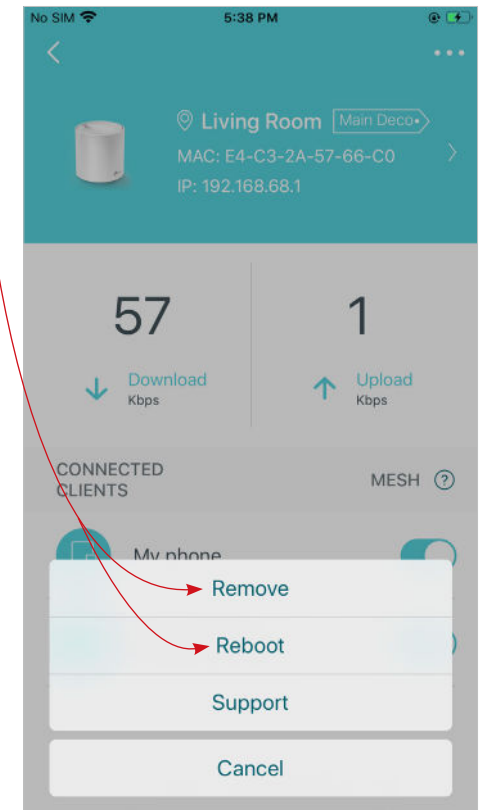 No SIM 5:38 PM
Living Room Main Deco
MAC: E4-C3-2A-57-66-C0
IP: 192.168.68.1
57 1
Download Upload
Kbps Kbps
CONNECTED
CLIENTS
MESH ?
My phone
Remove
Reboot
Support
Cancel